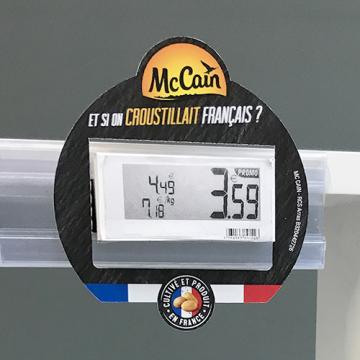 McCain
ET SI ON CROUSTILLAIT FRANÇAIS ?
PROMO
4.49
3.59
€
7.18 €/kg
CULTIVÉ ET PRODUIT
EN FRANCE